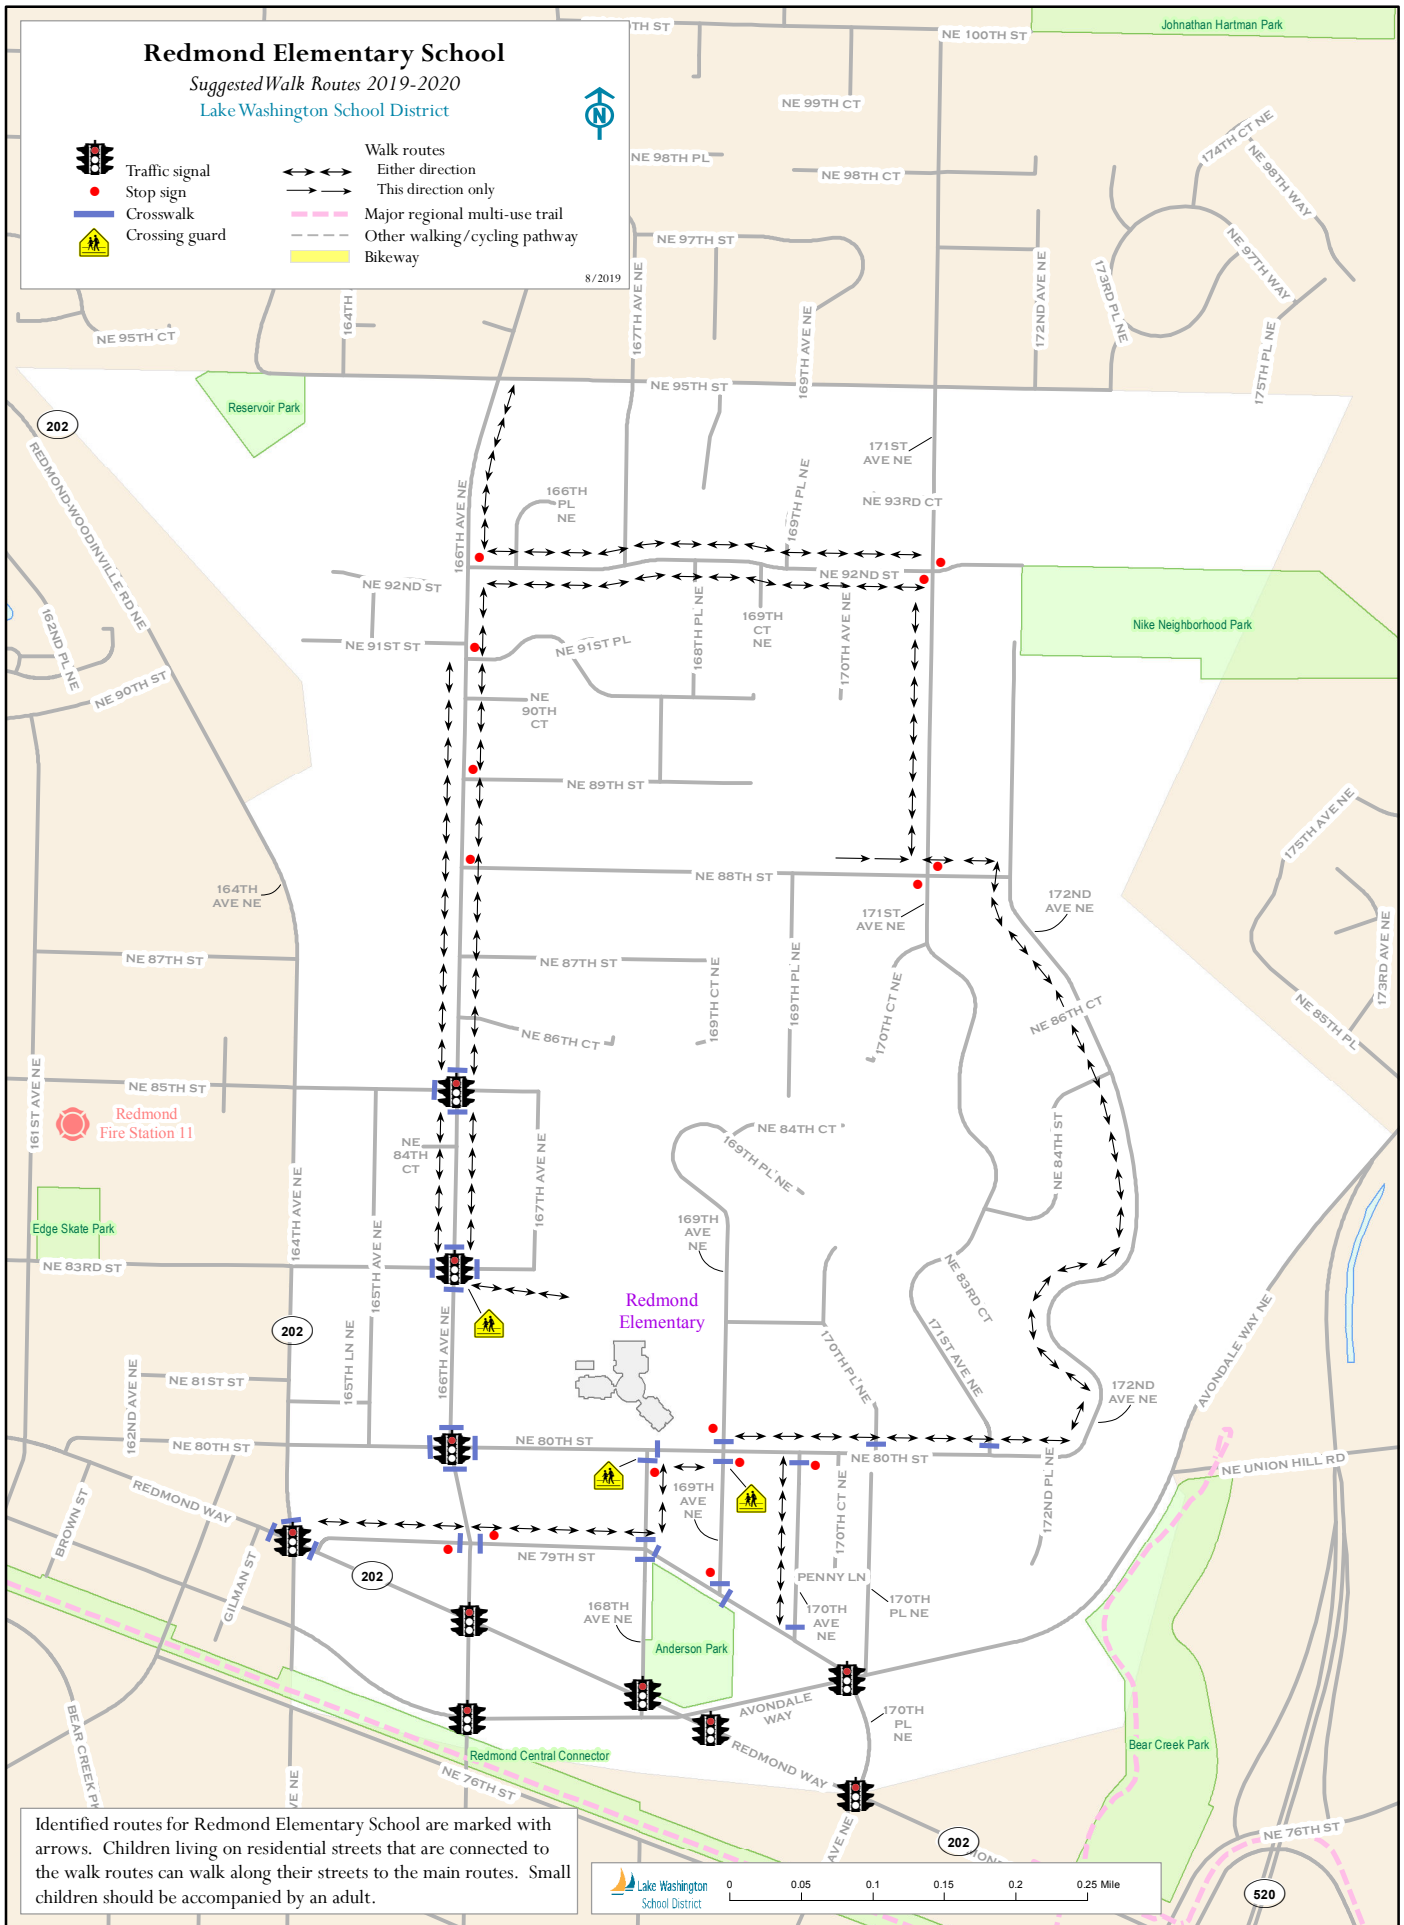 Redmond Elementary School
Suggested Walk Routes 2019-2020
Lake Washington School District
N
Traffic signal
Stop sign
Crosswalk
Crossing guard
Walk routes
Either direction
This direction only
Major regional multi-use trail
Other walking/cycling pathway
Bikeway
8/2019
TH ST
NE 100TH ST
Johnathan Hartman Park
NE 99TH CT
NE 98TH PL
NE 98TH CT
174TH CT NE
NE 98TH WAY
NE 97TH ST
NE 97TH WAY
167TH AVE NE
169TH AVE NE
172ND AVE NE
173RD PL NE
175TH PL NE
164TH
NE 95TH CT
NE 95TH ST
Reservoir Park
202
REDMOND-WOODINVILLE RD NE
171ST
AVE NE
166TH AVE NE
166TH
PL
NE
169TH PL NE
NE 93RD CT
NE 92ND ST
NE 92ND ST
162ND PL NE
NE 91ST ST
NE 91ST PL
168TH PL NE
169TH
CT
NE
170TH AVE NE
Nike Neighborhood Park
NE 90TH ST
NE
90TH
CT
NE 89TH ST
175TH AVE NE
NE 88TH ST
164TH
AVE NE
171ST
AVE NE
172ND
AVE NE
NE 87TH ST
NE 87TH ST
169TH CT NE
169TH PL NE
170TH CT NE
173RD AVE NE
NE 86TH CT
NE 86TH CT
NE 85TH PL
161ST AVE NE
NE 85TH ST
Redmond
Fire Station 11
NE
84TH
CT
167TH AVE NE
NE 84TH CT
169TH PL NE
NE 84TH ST
164TH AVE NE
165TH AVE NE
Edge Skate Park
169TH
AVE
NE
NE 83RD ST
NE 83RD CT
Redmond
Elementary
202
165TH LN NE
166TH AVE NE
170TH PL NE
171ST AVE NE
AVONDALE WAY NE
162ND AVE NE
NE 81ST ST
172ND
AVE NE
NE 80TH ST
NE 80TH ST
NE 80TH ST
NE UNION HILL RD
BROWN ST
REDMOND WAY
169TH
AVE
NE
170TH CT NE
172ND PL NE
GILMAN ST
202
NE 79TH ST
PENNY LN
168TH
AVE NE
170TH
AVE
NE
170TH
PL NE
Anderson Park
AVONDALE
WAY
170TH
PL
NE
REDMOND WAY
Bear Creek Park
Redmond Central Connector
NE 76TH ST
BEAR CREEK P
VE NE
AVE NE
202
NE 76TH ST
520
Identified routes for Redmond Elementary School are marked with
arrows. Children living on residential streets that are connected to
the walk routes can walk along their streets to the main routes. Small
children should be accompanied by an adult.
Lake Washington
School District
0 0.05 0.1 0.15 0.2 0.25 Mile